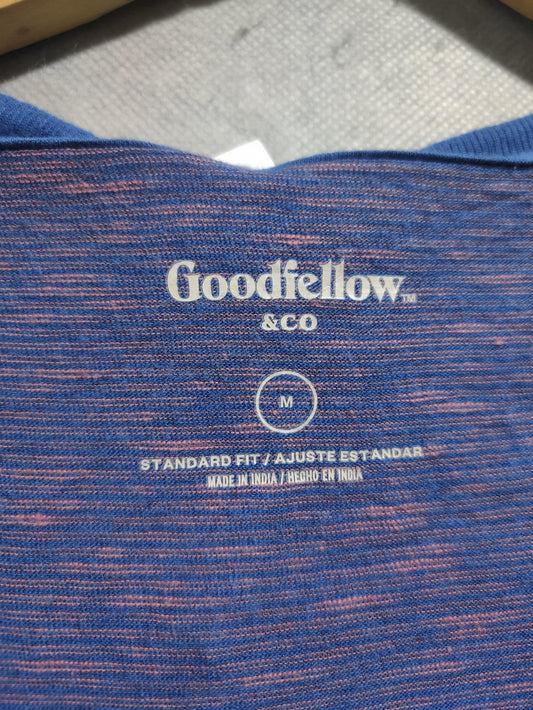 Goodfellow™
&CO
M
STANDARD FIT / AJUSTE ESTANDAR
MADE IN INDIA / HECHO EN INDIA